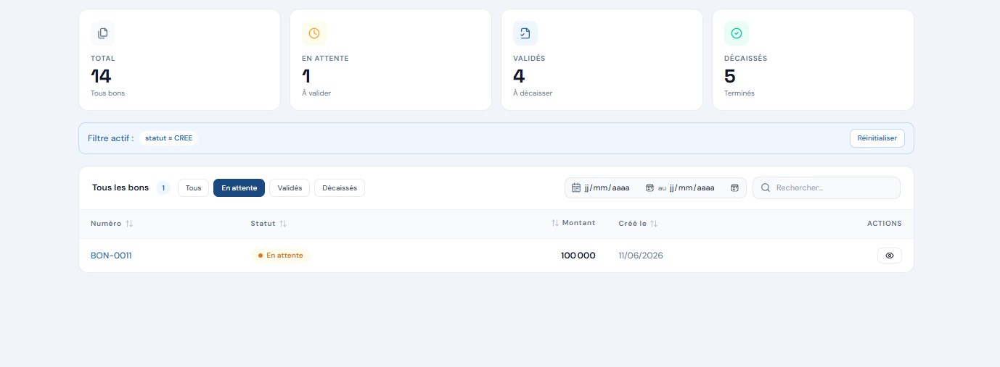 TOTAL
14
Tous bons
EN ATTENTE
1
À valider
VALIDÉS
4
À décaisser
DÉCAISSÉS
5
Terminés
Filtre actif : statut = CREE Réinitialiser
Tous les bons 1 Tous En attente Validés Décaissés jj/mm/aaaa au jj/mm/aaaa Rechercher...
Numéro Statut Montant Créé le ACTIONS
BON-0011 En attente 100 000 11/06/2026